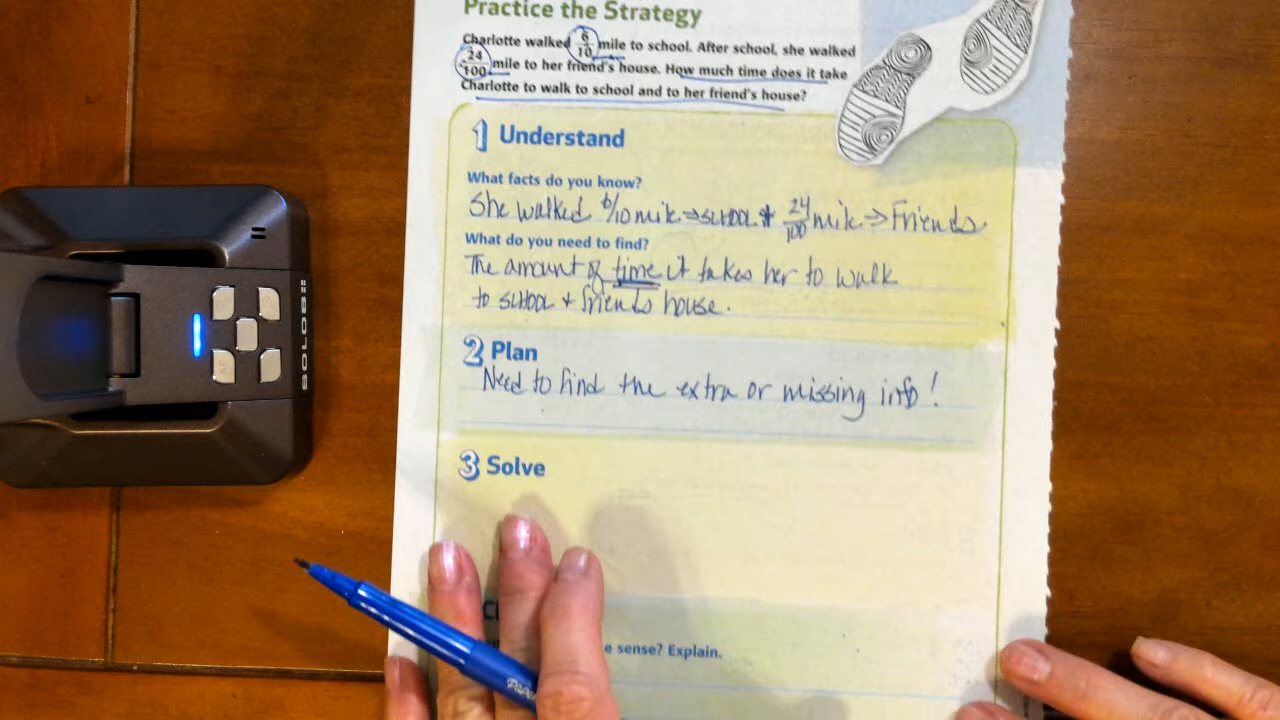 Practice the Strategy
Charlotte walked 6/10 mile to school. After school, she walked
24/100 mile to her friend's house. How much time does it take
Charlotte to walk to school and to her friend's house?
1 Understand
What facts do you know?
She walked 6/10 mile ⇒ SCHOOL + 24/100 mile ⇒ Friends.
What do you need to find?
The amount of time it takes her to walk
to SCHOOL + friends house.
2 Plan
Need to find the extra or missing info!
3 Solve
e sense? Explain.
SOLO8
AF